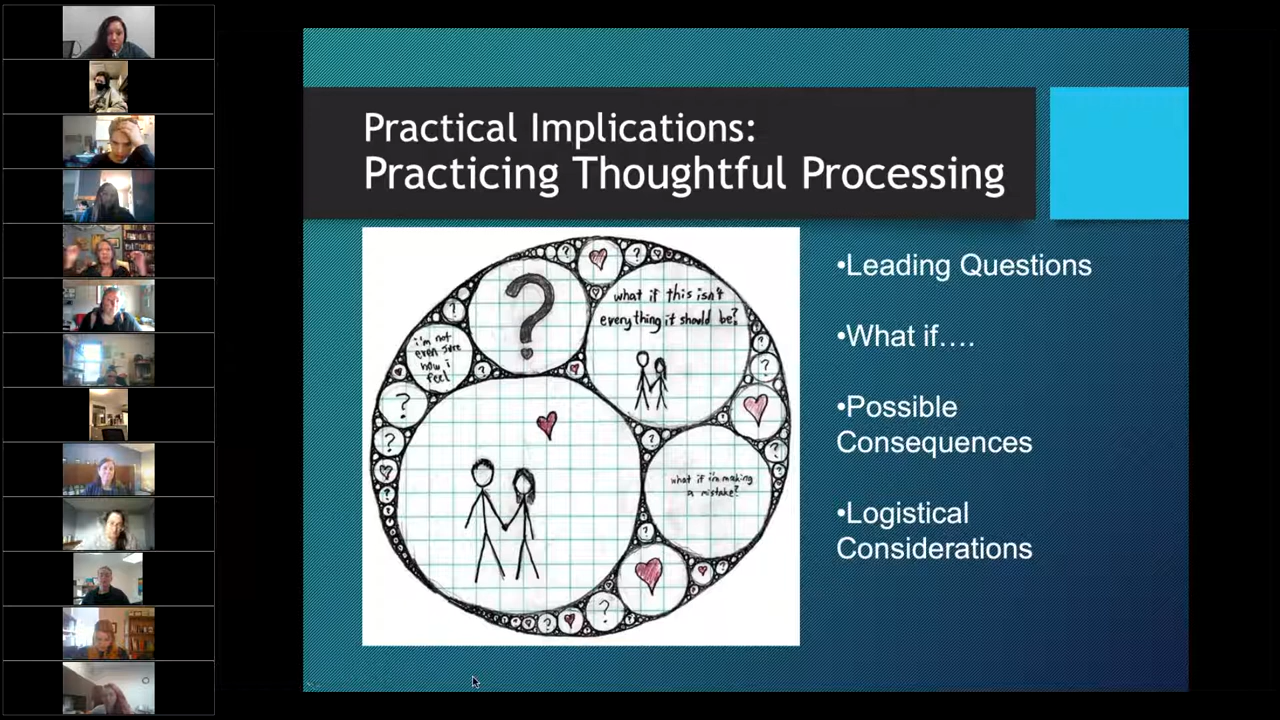 Practical Implications:
Practicing Thoughtful Processing
?
what if this isn't
everything it should be?
i'm not
even sure
how i
feel
what if i'm making
a mistake?
•Leading Questions
•What if....
•Possible
Consequences
•Logistical
Considerations